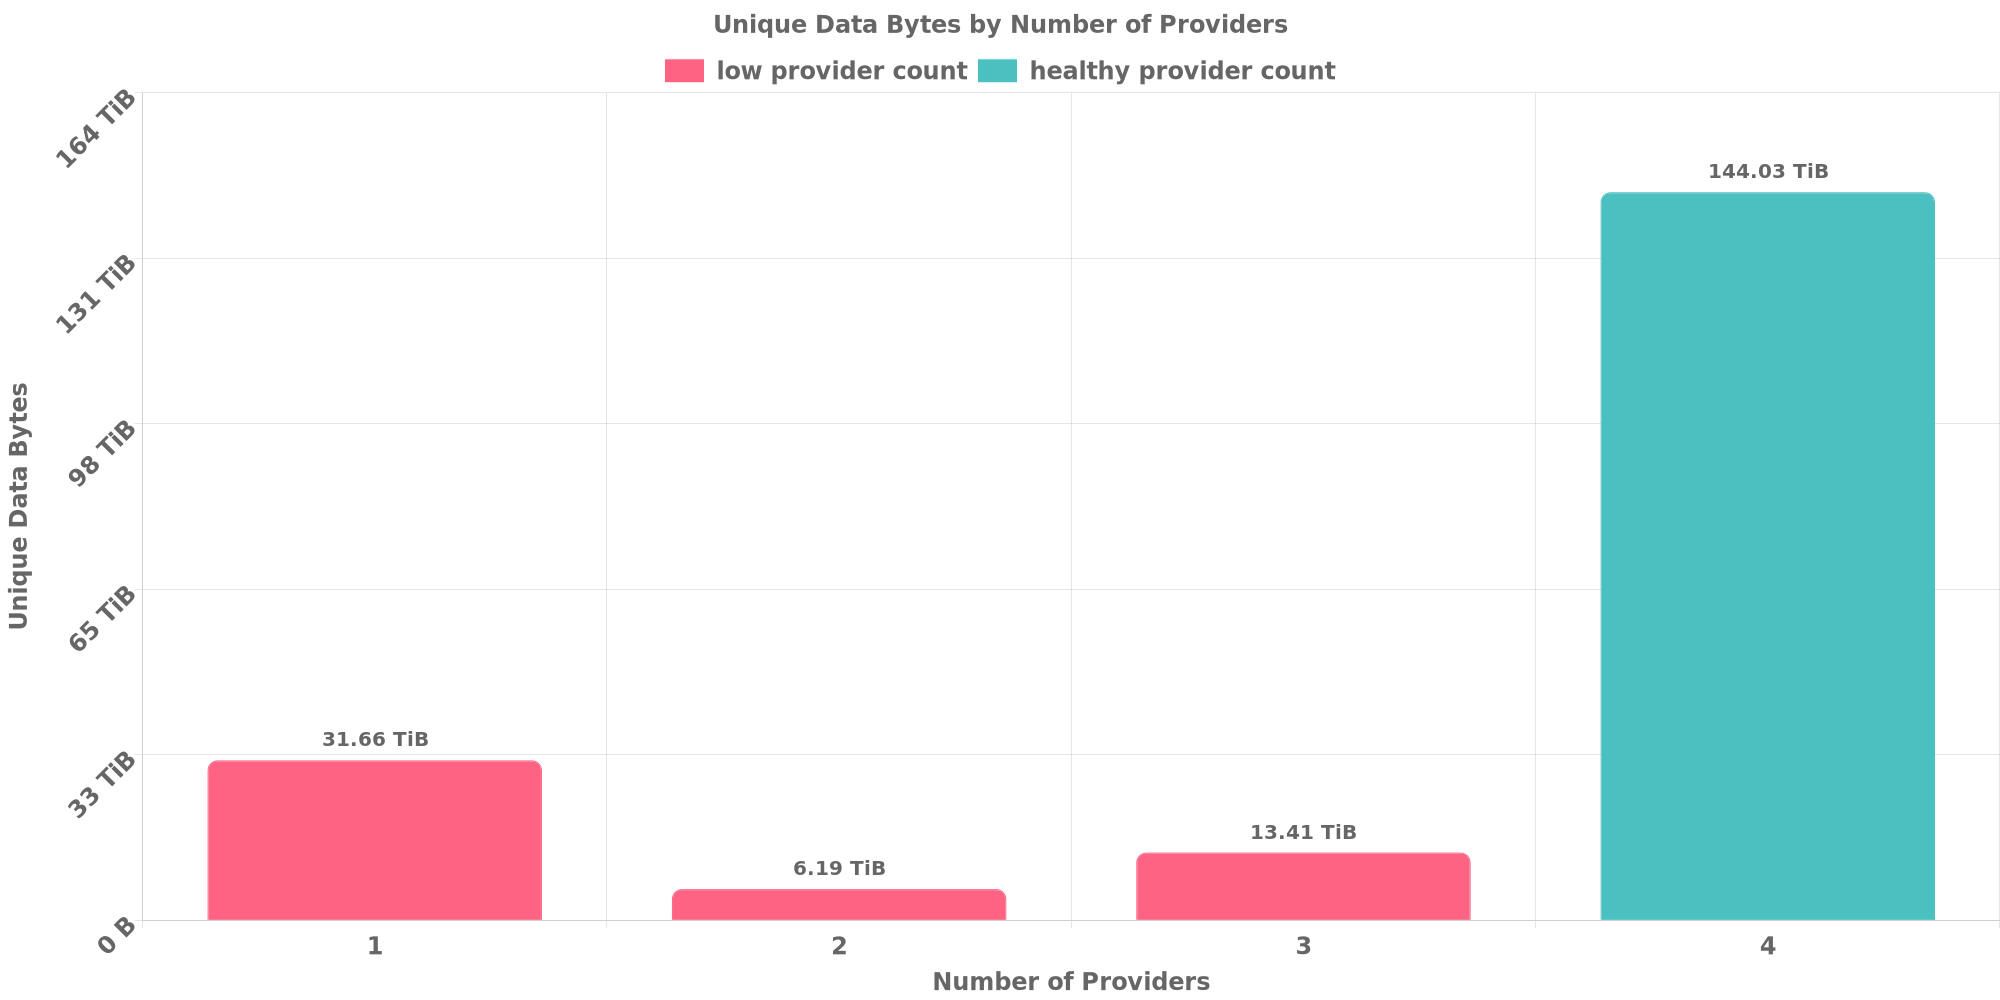 Unique Data Bytes by Number of Providers
low provider count healthy provider count
164 TiB
131 TiB
98 TiB
65 TiB
33 TiB
0 B
Unique Data Bytes
31.66 TiB
6.19 TiB
13.41 TiB
144.03 TiB
1 2 3 4
Number of Providers